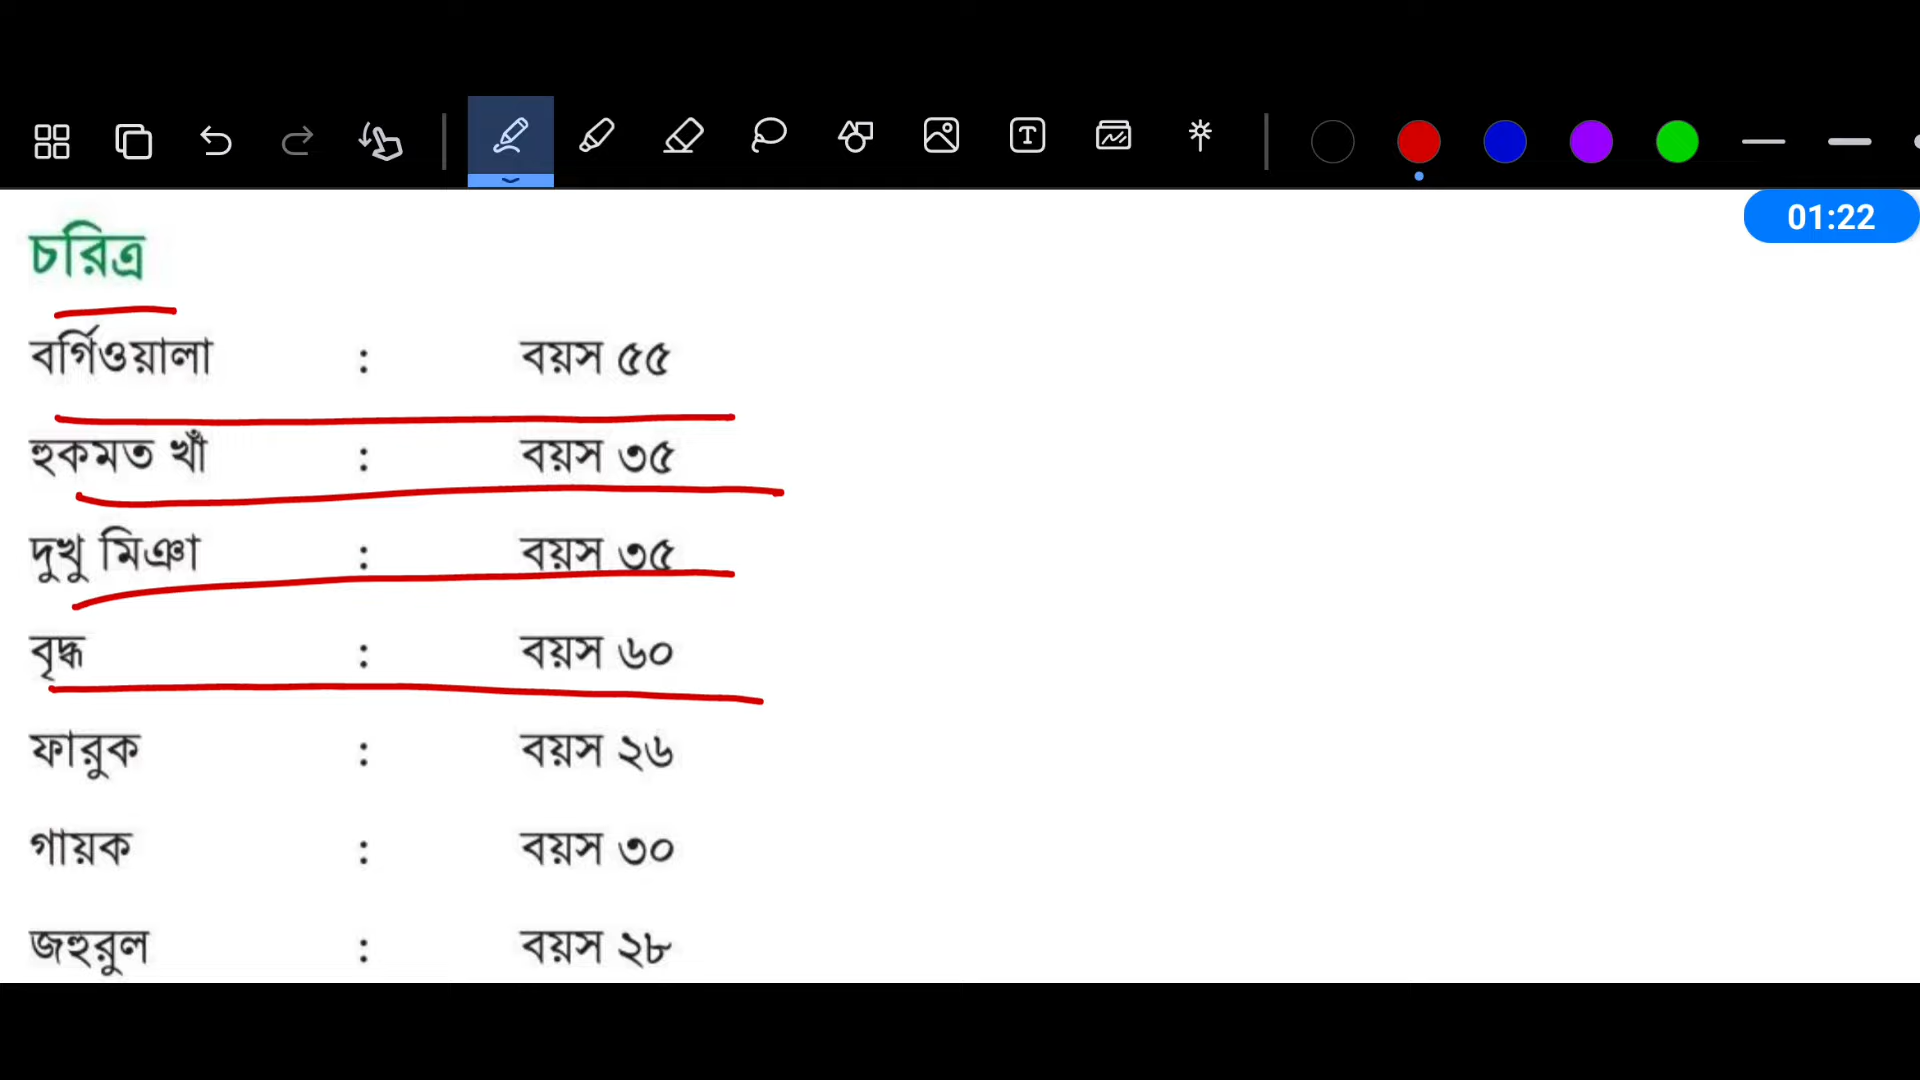 01:22
চরিত্র
বর্গিওয়ালা : বয়স ৫৫
হুকমত খাঁ : বয়স ৩৫
দুখু মিঞা : বয়স ৩৫
বৃদ্ধ : বয়স ৬০
ফারুক : বয়স ২৬
গায়ক : বয়স ৩০
জহুরুল : বয়স ২৮